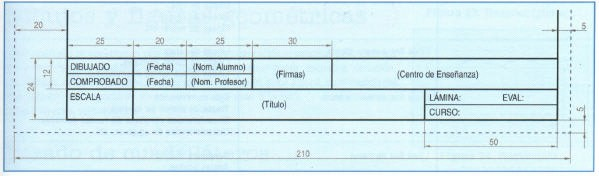 20
5
25
20
25
30
DIBUJADO
(Fecha)
(Nom. Alumno)
(Firmas)
(Centro de Enseñanza)
COMPROBADO
(Fecha)
(Nom. Profesor)
24
12
ESCALA
(Título)
LÁMINA:
EVAL:
CURSO:
5
50
210